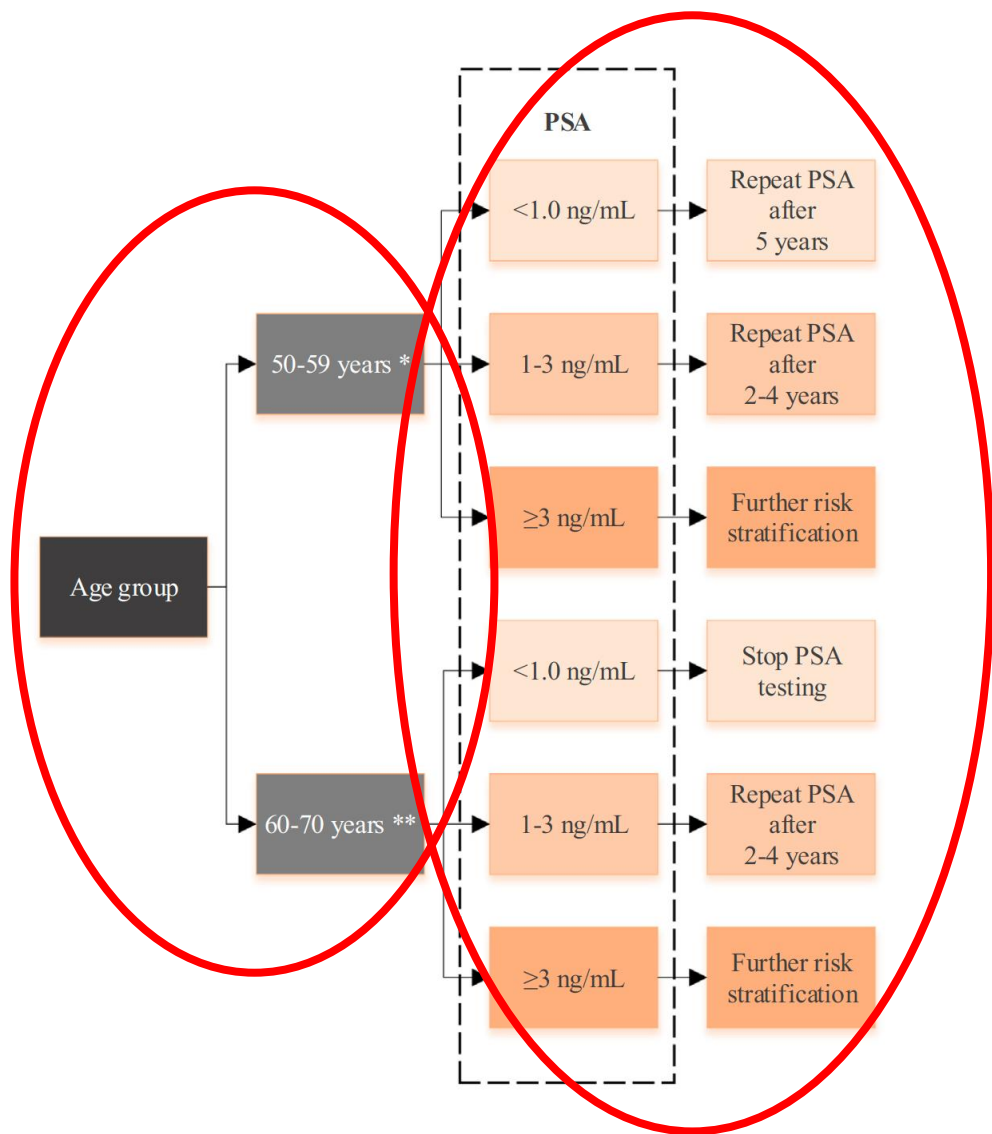 PSA
<1.0 ng/mL
Repeat PSA
after
5 years
50-59 years *
1-3 ng/mL
Repeat PSA
after
2-4 years
≥3 ng/mL
Further risk
stratification
Age group
<1.0 ng/mL
Stop PSA
testing
60-70 years **
1-3 ng/mL
Repeat PSA
after
2-4 years
≥3 ng/mL
Further risk
stratification